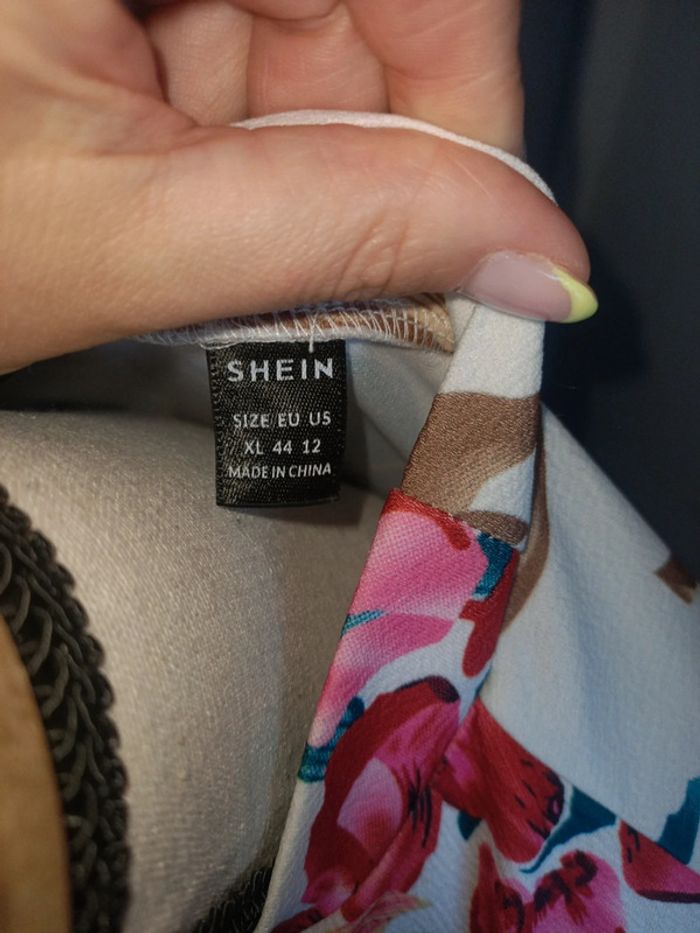 SHEIN
SIZE EU US
XL 44 12
MADE IN CHINA